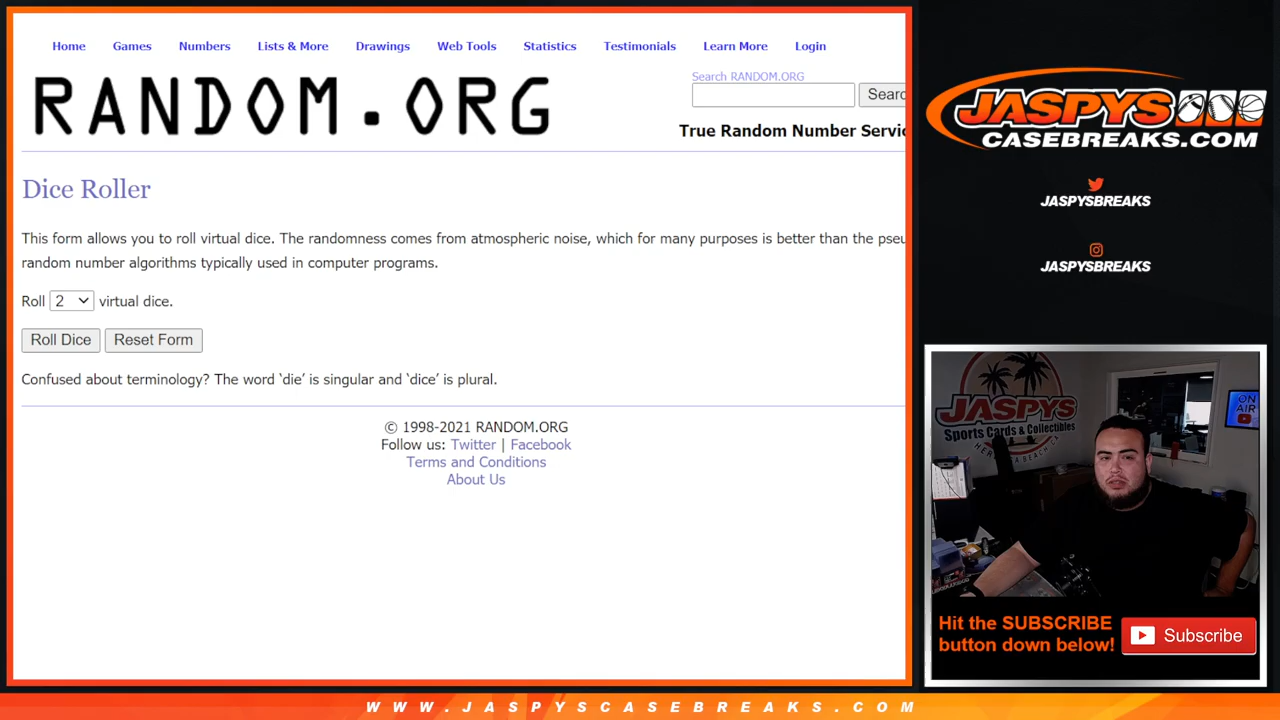 Home Games Numbers Lists & More Drawings Web Tools Statistics Testimonials Learn More Login
RANDOM.ORG
Search RANDOM.ORG
True Random Number
Dice Roller
This form allows you to roll virtual dice. The randomness comes from atmospheric noise, which for many purposes is better than the
random number algorithms typically used in computer programs.
Roll 2 virtual dice.
Roll Dice Reset Form
Confused about terminology? The word ‘die’ is singular and ‘dice’ is plural.
© 1998-2021 RANDOM.ORG
Follow us: Twitter | Facebook
Terms and Conditions
About Us
JASPYS
CASEBREAKS.COM
JASPYSBREAKS
JASPYSBREAKS
JASPYS
Sports Cards & Collectibles
ON
AIR
Hit the SUBSCRIBE
button down below!
Subscribe
WWW.JASPYSCASEBREAKS.COM